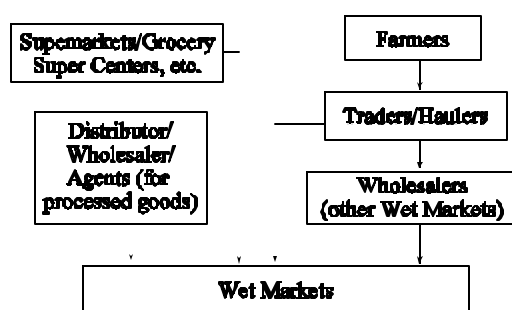 Supemarkets/Grocery
Super Centers, etc.
Farmers
Traders/Haulers
Distributor/
Wholesaler/
Agents (for
processed goods)
Wholesalers
(other Wet Markets)
Wet Markets